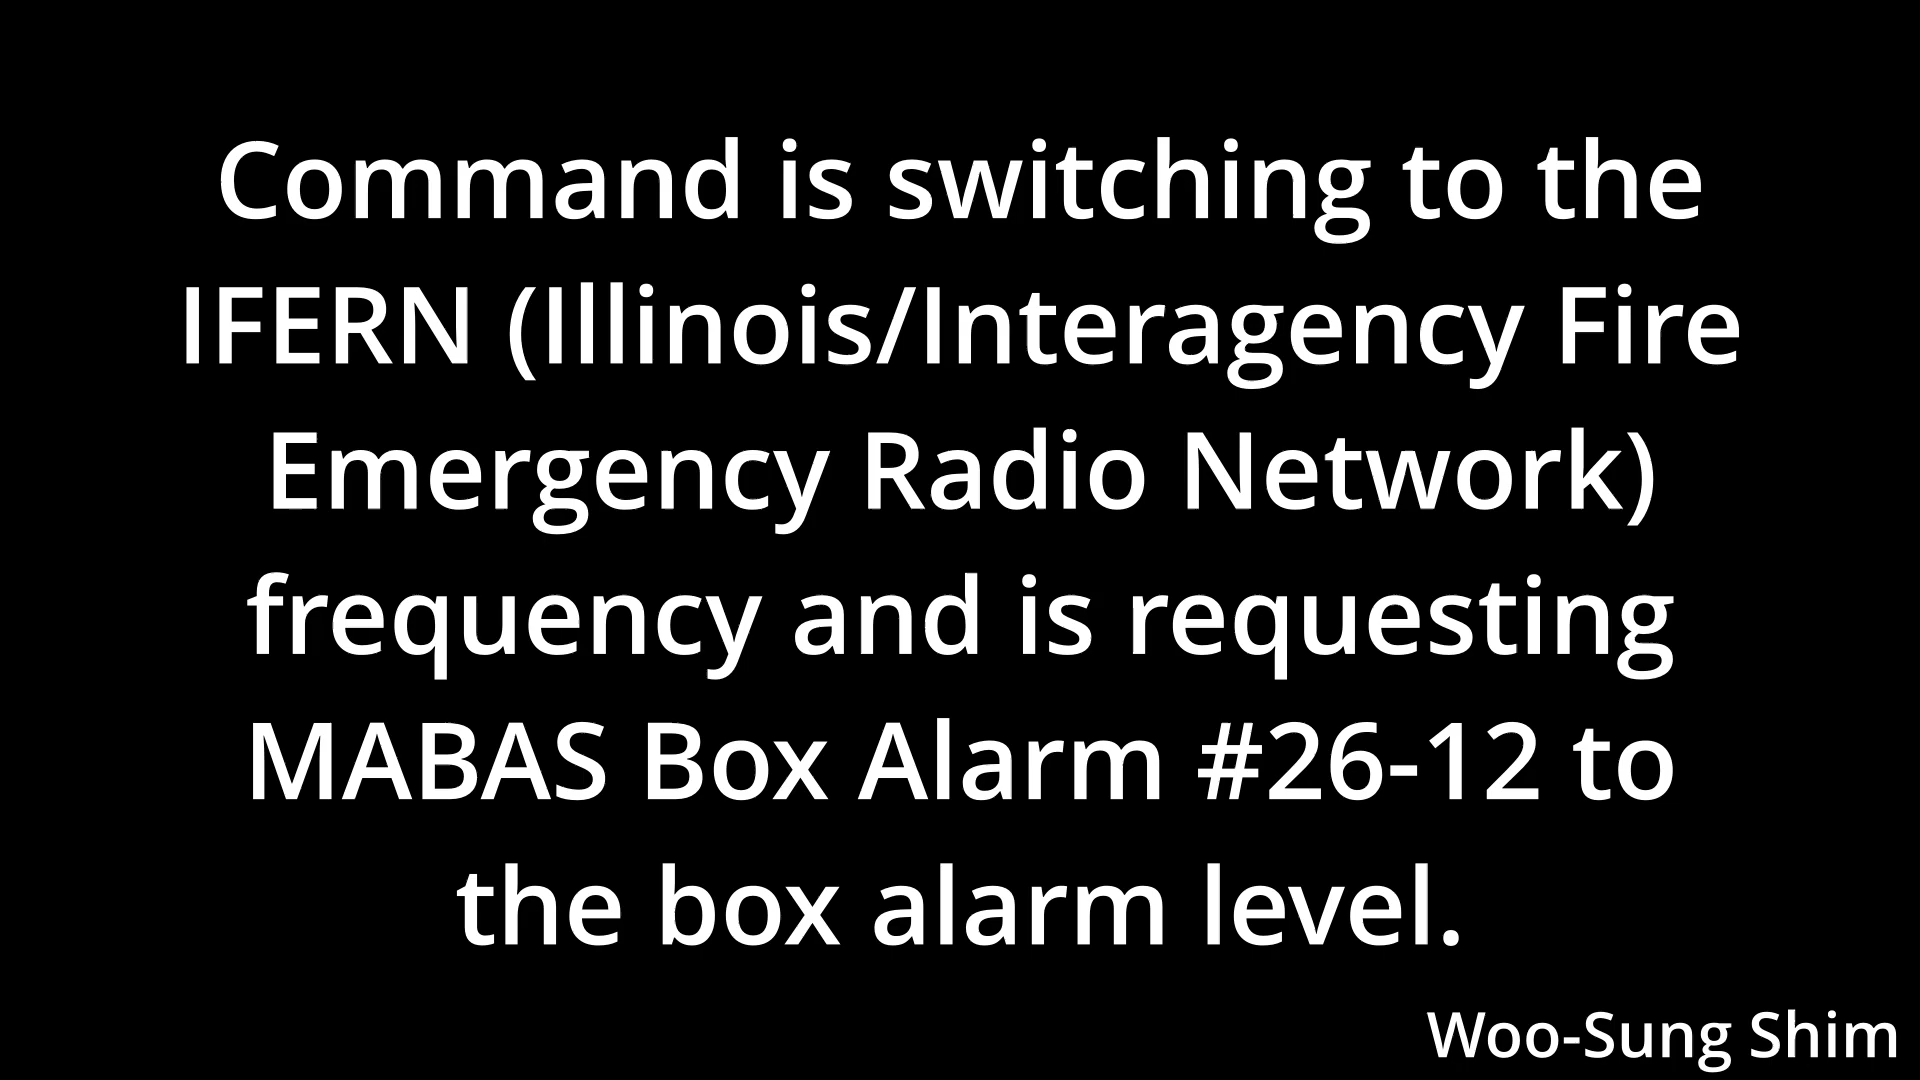 Command is switching to the
IFERN (Illinois/Interagency Fire
Emergency Radio Network)
frequency and is requesting
MABAS Box Alarm #26-12 to
the box alarm level.
Woo-Sung Shim